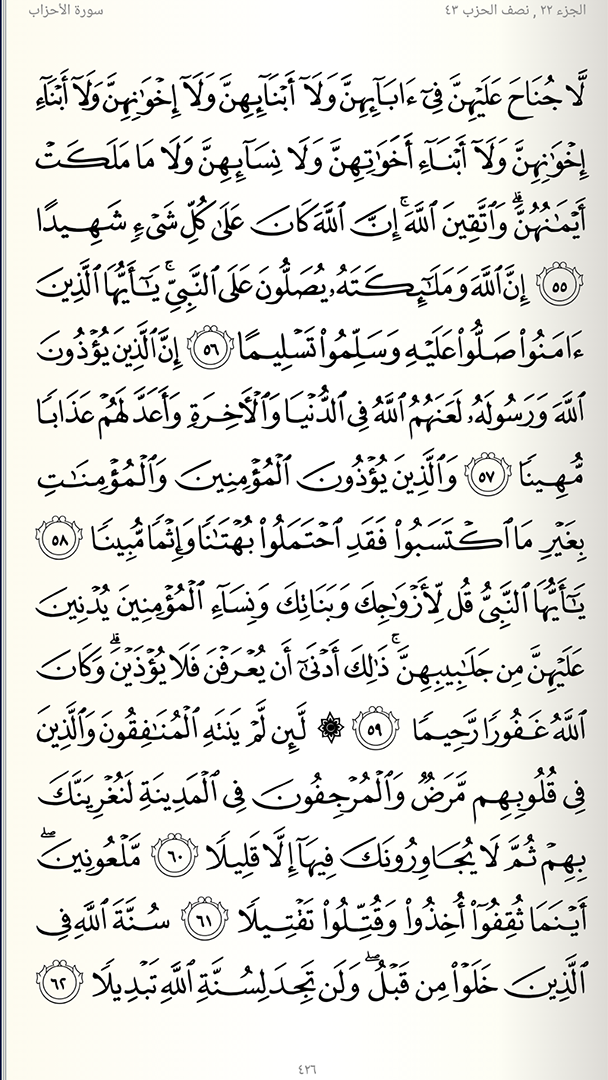 الجزء ٢٢ , نصف الحزب ٤٣ سورة الأحزاب
لَّا جُنَاحَ عَلَيْهِنَّ فِىٓ ءَابَآئِهِنَّ وَلَآ أَبْنَآئِهِنَّ وَلَآ إِخْوَٰنِهِنَّ وَلَآ أَبْنَآءِ
إِخْوَٰنِهِنَّ وَلَآ أَبْنَآءِ أَخَوَٰتِهِنَّ وَلَا نِسَآئِهِنَّ وَلَا مَا مَلَكَتْ
أَيْمَٰنُهُنَّ ۗ وَٱتَّقِينَ ٱللَّهَ ۚ إِنَّ ٱللَّهَ كَانَ عَلَىٰ كُلِّ شَىْءٍ شَهِيدًا
٥٥ إِنَّ ٱللَّهَ وَمَلَٰٓئِكَتَهُۥ يُصَلُّونَ عَلَى ٱلنَّبِىِّ ۚ يَٰٓأَيُّهَا ٱلَّذِينَ
ءَامَنُوا۟ صَلُّوا۟ عَلَيْهِ وَسَلِّمُوا۟ تَسْلِيمًا ٥٦ إِنَّ ٱلَّذِينَ يُؤْذُونَ
ٱللَّهَ وَرَسُولَهُۥ لَعَنَهُمُ ٱللَّهُ فِى ٱلدُّنْيَا وَٱلْءَاخِرَةِ وَأَعَدَّ لَهُمْ عَذَابًا
مُّهِينًا ٥٧ وَٱلَّذِينَ يُؤْذُونَ ٱلْمُؤْمِنِينَ وَٱلْمُؤْمِنَٰتِ
بِغَيْرِ مَا ٱكْتَسَبُوا۟ فَقَدِ ٱحْتَمَلُوا۟ بُهْتَٰنًا وَإِثْمًا مُّبِينًا ٥٨
يَٰٓأَيُّهَا ٱلنَّبِىُّ قُل لِّأَزْوَٰجِكَ وَبَنَاتِكَ وَنِسَآءِ ٱلْمُؤْمِنِينَ يُدْنِينَ
عَلَيْهِنَّ مِن جَلَٰبِيبِهِنَّ ۚ ذَٰلِكَ أَدْنَىٰٓ أَن يُعْرَفْنَ فَلَا يُؤْذَيْنَ ۗ وَكَانَ
ٱللَّهُ غَفُورًا رَّحِيمًا ٥٩ ۞ لَّئِن لَّمْ يَنتَهِ ٱلْمُنَٰفِقُونَ وَٱلَّذِينَ
فِى قُلُوبِهِم مَّرَضٌ وَٱلْمُرْجِفُونَ فِى ٱلْمَدِينَةِ لَنُغْرِيَنَّكَ
بِهِمْ ثُمَّ لَا يُجَاوِرُونَكَ فِيهَآ إِلَّا قَلِيلًا ٦٠ مَّلْعُونِينَ ۖ
أَيْنَمَا ثُقِفُوٓا۟ أُخِذُوا۟ وَقُتِّلُوا۟ تَقْتِيلًا ٦١ سُنَّةَ ٱللَّهِ فِى
ٱلَّذِينَ خَلَوْا۟ مِن قَبْلُ ۖ وَلَن تَجِدَ لِسُنَّةِ ٱللَّهِ تَبْدِيلًا ٦٢
٤٢٦